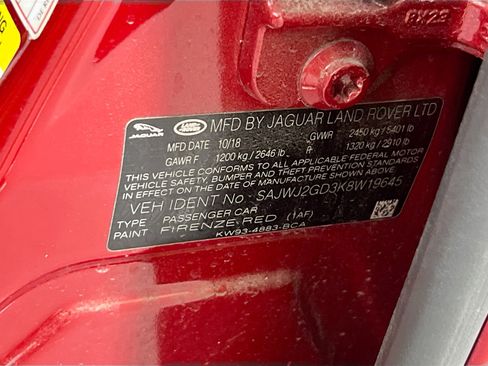 PW29
JAGUAR
LAND ROVER
MFD BY JAGUAR LAND ROVER LTD
MFD DATE 10/18 GVWR 2450 kg / 5401 lb
GAWR F 1200 kg / 2646 lb R 1320 kg / 2910 lb
THIS VEHICLE CONFORMS TO ALL APPLICABLE FEDERAL MOTOR
VEHICLE SAFETY, BUMPER AND THEFT PREVENTION STANDARDS
IN EFFECT ON THE DATE OF MANUFACTURE SHOWN ABOVE
VEH IDENT No: SAJWJ2GD3K8W19645
TYPE PASSENGER CAR
PAINT FIRENZE RED (1AF)
KW93-4883-BCA